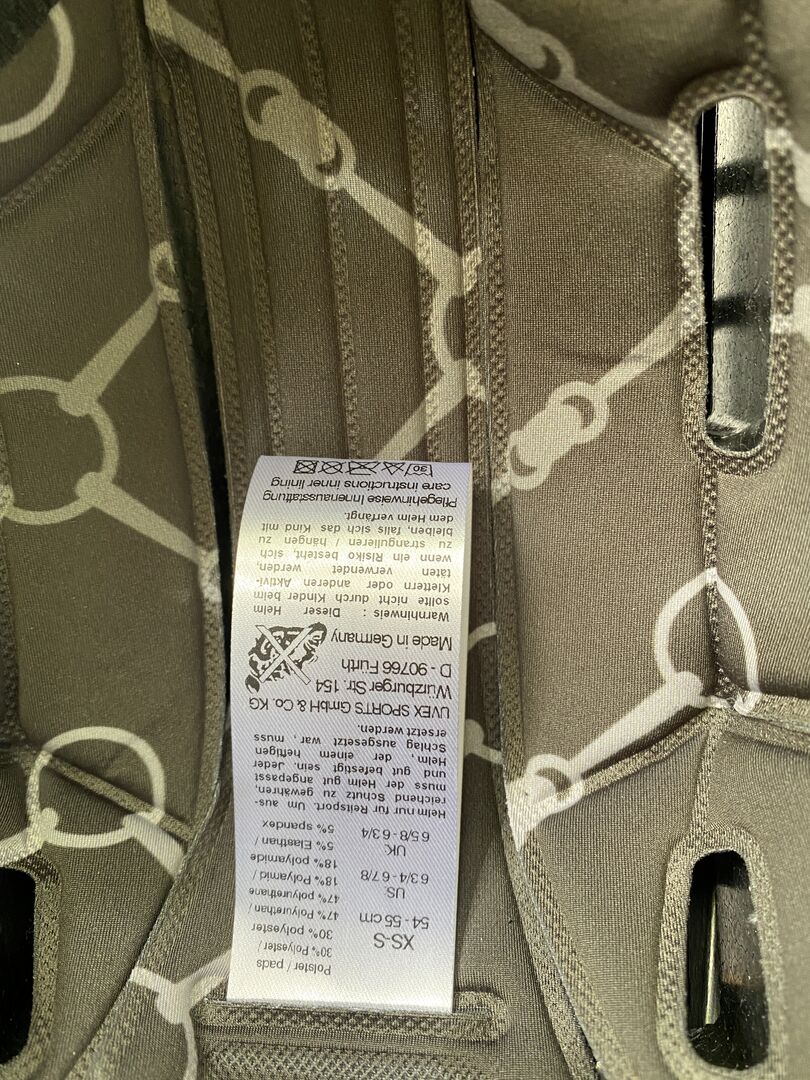 XS-S
54 - 55 cm
US:
6 3/4 - 6 7/8
UK:
6 5/8 - 6 3/4
Polster / pads
30% Polyester /
30% polyester
47% Polyurethan /
47% polyurethane
18% Polyamid /
18% polyamide
5% Elasthan /
5% spandex
Helm nur für Reitsport. Um aus-
reichend Schutz zu gewähren,
muss der Helm gut angepasst
und gut befestigt sein. Jeder
Helm, der einem heftigen
Schlag ausgesetzt war, muss
ersetzt werden.
UVEX SPORTS GmbH & Co. KG
Würzburger Str. 154
D - 90766 Fürth
Made in Germany
Warnhinweis : Dieser Helm
sollte nicht durch Kinder beim
Klettern oder anderen Aktivi-
täten verwendet werden,
wenn ein Risiko besteht, sich
zu strangulieren / hängen zu
bleiben, falls sich das Kind mit
dem Helm verfängt.
Pflegehinweise Innenausstattung
care instructions inner lining
30